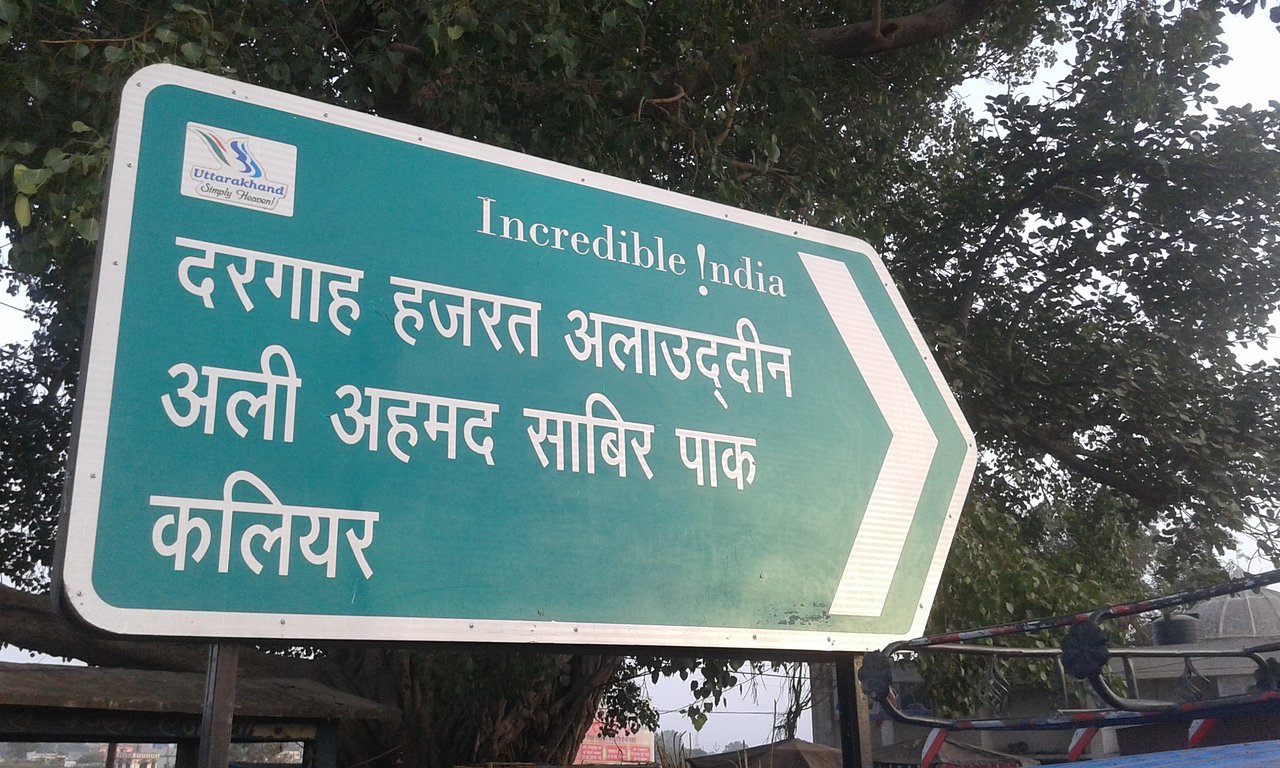 Uttarakhand
Simply Heaven!
Incredible !ndia
दरगाह हजरत अलाउद्दीन
अली अहमद साबिर पाक
कलियर